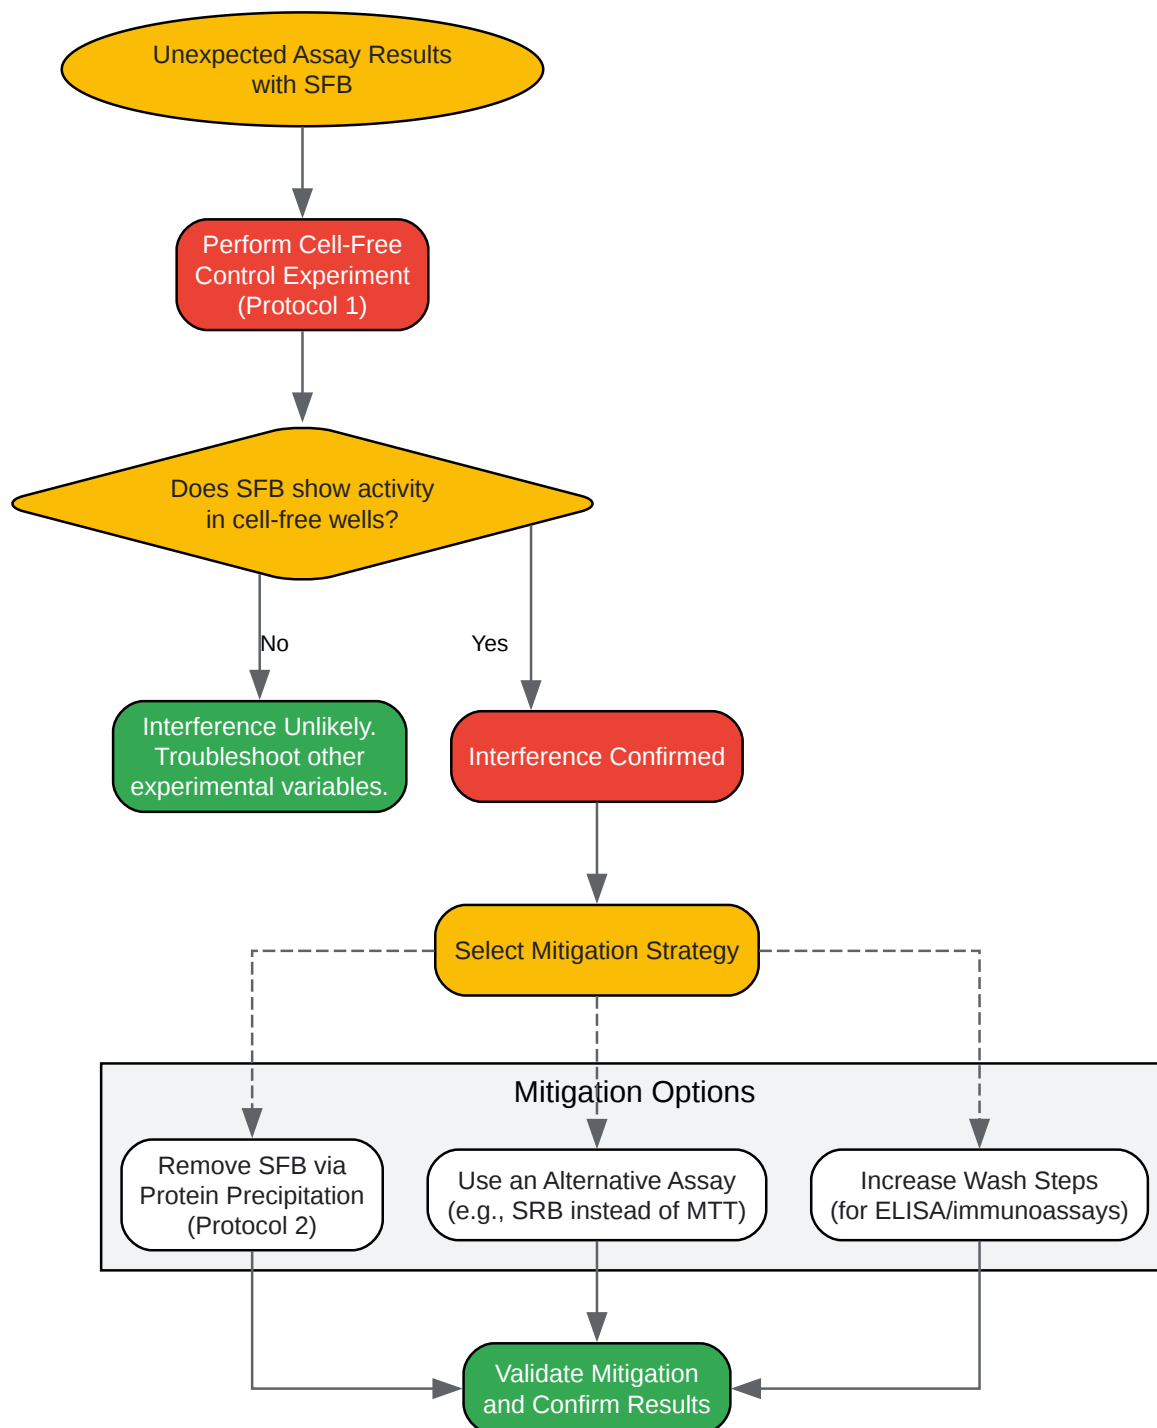 Unexpected Assay Results
with SFB
Perform Cell-Free
Control Experiment
(Protocol 1)
Does SFB show activity
in cell-free wells?
No
Yes
Interference Unlikely.
Troubleshoot other
experimental variables.
Interference Confirmed
Select Mitigation Strategy
Mitigation Options
Remove SFB via
Protein Precipitation
(Protocol 2)
Use an Alternative Assay
(e.g., SRB instead of MTT)
Increase Wash Steps
(for ELISA/immunoassays)
Validate Mitigation
and Confirm Results